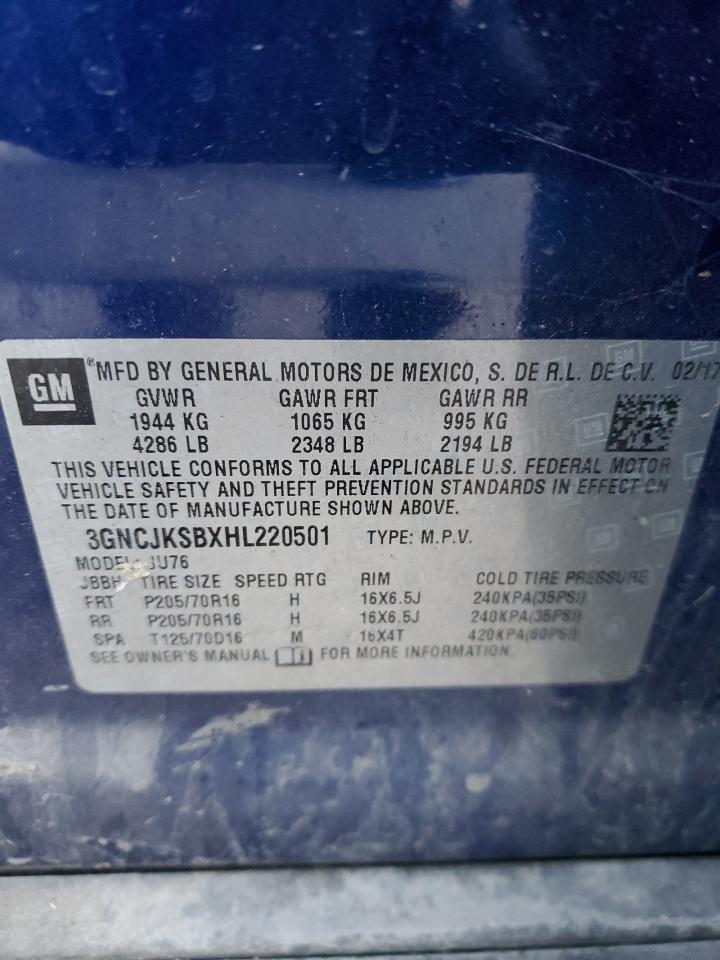 GM ® MFD BY GENERAL MOTORS DE MEXICO, S. DE R.L. DE C.V. 02/17
GVWR GAWR FRT GAWR RR
1944 KG 1065 KG 995 KG
4286 LB 2348 LB 2194 LB
THIS VEHICLE CONFORMS TO ALL APPLICABLE U.S. FEDERAL MOTOR
VEHICLE SAFETY AND THEFT PREVENTION STANDARDS IN EFFECT ON
THE DATE OF MANUFACTURE SHOWN ABOVE.
3GNCJKSBXHL220501 TYPE: M.P.V.
MODEL: JU76
JBBH TIRE SIZE SPEED RTG RIM COLD TIRE PRESSURE
FRT P205/70R16 H 16X6.5J 240KPA(35PSI)
RR P205/70R16 H 16X6.5J 240KPA(35PSI)
SPA T125/70D16 M 16X4T 420KPA(60PSI)
SEE OWNER'S MANUAL FOR MORE INFORMATION.